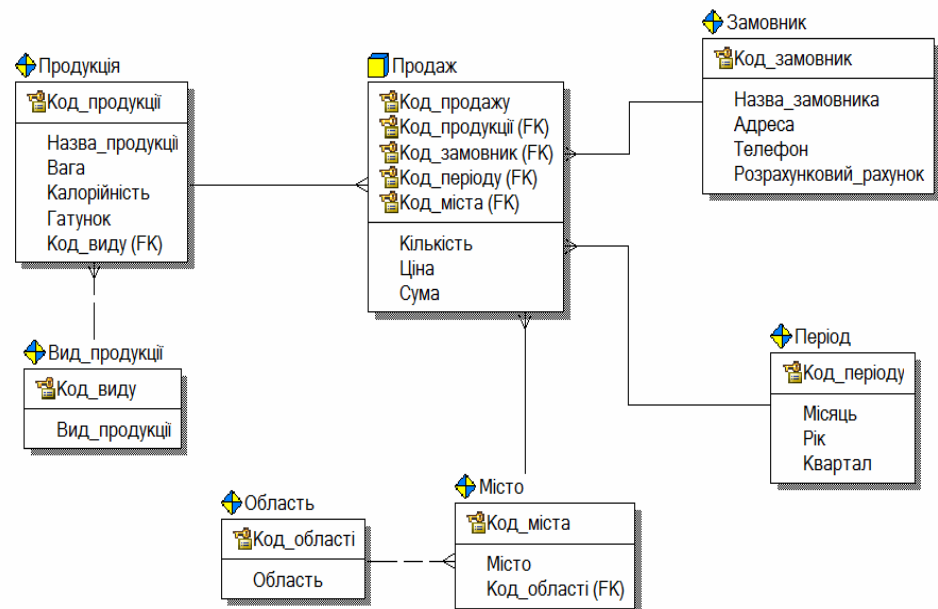 Продукція
Код_продукції
Назва_продукції
Вага
Калорійність
Гатунок
Код_виду (FK)
Продаж
Код_продажу
Код_продукції (FK)
Код_замовник (FK)
Код_періоду (FK)
Код_міста (FK)
Кількість
Ціна
Сума
Замовник
Код_замовник
Назва_замовника
Адреса
Телефон
Розрахунковий_рахунок
Вид_продукції
Код_виду
Вид_продукції
Період
Код_періоду
Місяць
Рік
Квартал
Область
Код_області
Область
Місто
Код_міста
Місто
Код_області (FK)